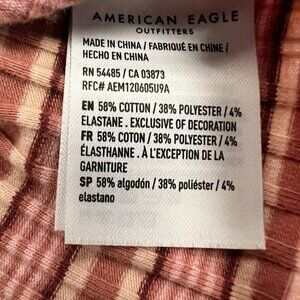 AMERICAN EAGLE
OUTFITTERS
MADE IN CHINA / FABRIQUÉ EN CHINE /
HECHO EN CHINA
RN 54485 / CA 03873
RFC# AEM120605U9A
EN 58% COTTON / 38% POLYESTER / 4%
ELASTANE . EXCLUSIVE OF DECORATION
FR 58% COTON / 38% POLYESTER / 4%
ÉLASTHANNE . À L'EXCEPTION DE LA
GARNITURE
SP 58% algodón / 38% poliéster / 4%
elastano